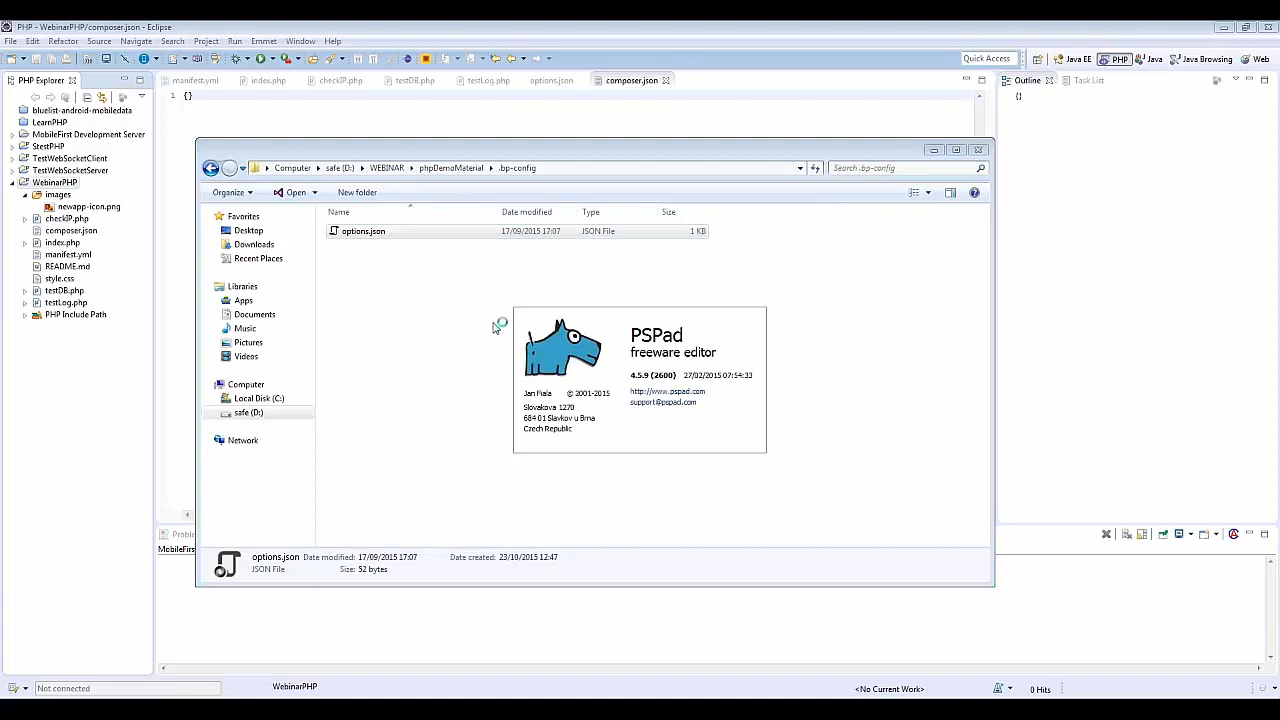 PHP - WebinarPHP/composer.json - Eclipse
File Edit Refactor Source Navigate Search Project Run Emmet Window Help
Quick Access
Java EE PHP Java Java Browsing Web
PHP Explorer
manifest.yml index.php checkIP.php testDB.php testLog.php options.json composer.json
Outline Task List
1 {}
{}
bluelist-android-mobiledata
LearnPHP
MobileFirst Development Server
StestPHP
TestWebSocketClient
TestWebSocketServer
WebinarPHP
images
newapp-icon.png
checkIP.php
composer.json
index.php
manifest.yml
README.md
style.css
testDB.php
testLog.php
PHP Include Path
Computer safe (D:) WEBINAR phpDemoMaterial .bp-config
Search .bp-config
Organize Open New folder
Favorites
Desktop
Downloads
Recent Places
Libraries
Apps
Documents
Music
Pictures
Videos
Computer
Local Disk (C:)
safe (D:)
Network
Name Date modified Type Size
options.json 17/09/2015 17:07 JSON File 1 KB
PSPad
freeware editor
4.5.9 (2600) 27/02/2015 07:54:33
Jan Fiala © 2001-2015
http://www.pspad.com
support@pspad.com
Slovakova 1270
684 01 Slavkov u Brna
Czech Republic
options.json Date modified: 17/09/2015 17:07 Date created: 23/10/2015 12:47
JSON File Size: 52 bytes
Proble
MobileFirs
Not connected
WebinarPHP
<No Current Work>
0 Hits